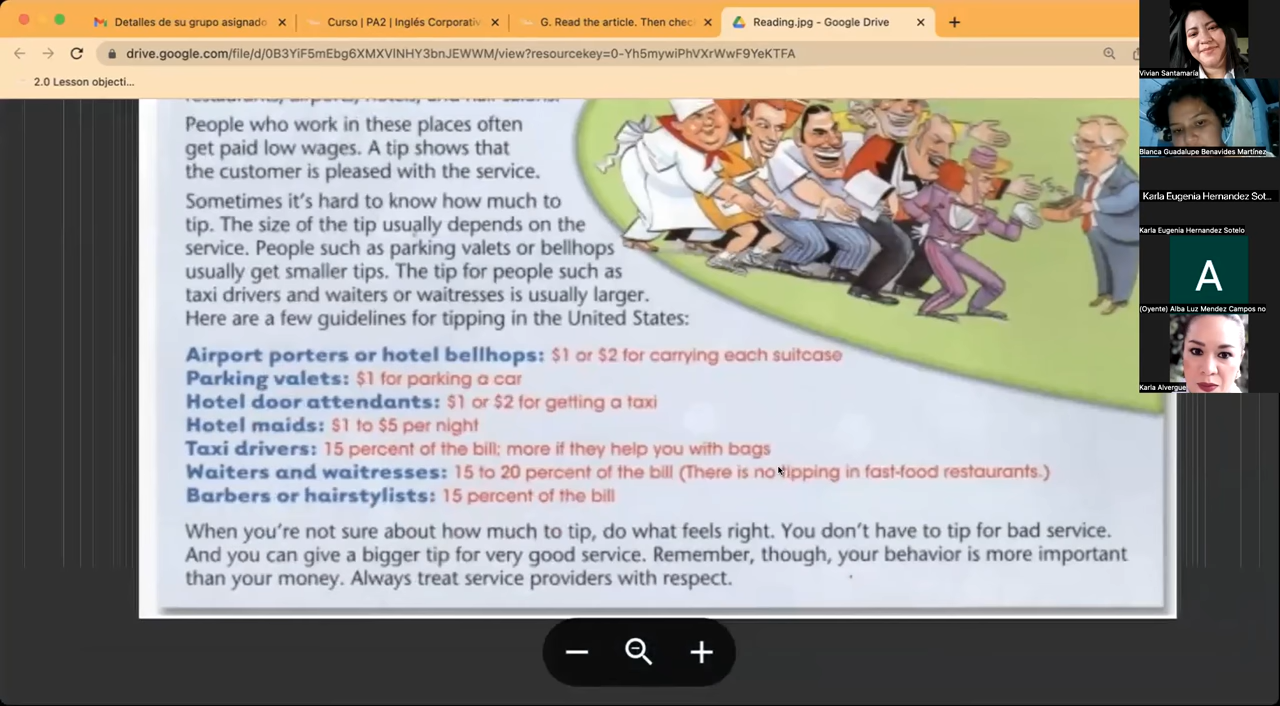 Detalles de su grupo asignado
Curso | PA2 | Inglés Corporativ
G. Read the article. Then chec
Reading.jpg - Google Drive
drive.google.com/file/d/0B3YiF5mEbg6XMXVINHY3bnJEWWM/view?resourcekey=0-Yh5mywiPhVXrWwF9YeKTFA
2.0 Lesson objecti...
restaurants, airports, hotels, and hair salons.
People who work in these places often
get paid low wages. A tip shows that
the customer is pleased with the service.
Sometimes it's hard to know how much to
tip. The size of the tip usually depends on the
service. People such as parking valets or bellhops
usually get smaller tips. The tip for people such as
taxi drivers and waiters or waitresses is usually larger.
Here are a few guidelines for tipping in the United States:
Airport porters or hotel bellhops: $1 or $2 for carrying each suitcase
Parking valets: $1 for parking a car
Hotel door attendants: $1 or $2 for getting a taxi
Hotel maids: $1 to $5 per night
Taxi drivers: 15 percent of the bill; more if they help you with bags
Waiters and waitresses: 15 to 20 percent of the bill (There is no tipping in fast-food restaurants.)
Barbers or hairstylists: 15 percent of the bill
When you're not sure about how much to tip, do what feels right. You don't have to tip for bad service.
And you can give a bigger tip for very good service. Remember, though, your behavior is more important
than your money. Always treat service providers with respect.
Vivian Santamaría
Blanca Guadalupe Benavides Martínez
Karla Eugenia Hernandez Sot...
Karla Eugenia Hernandez Sotelo
A
(Oyente) Alba Luz Mendez Campos no
Karla Alvergue